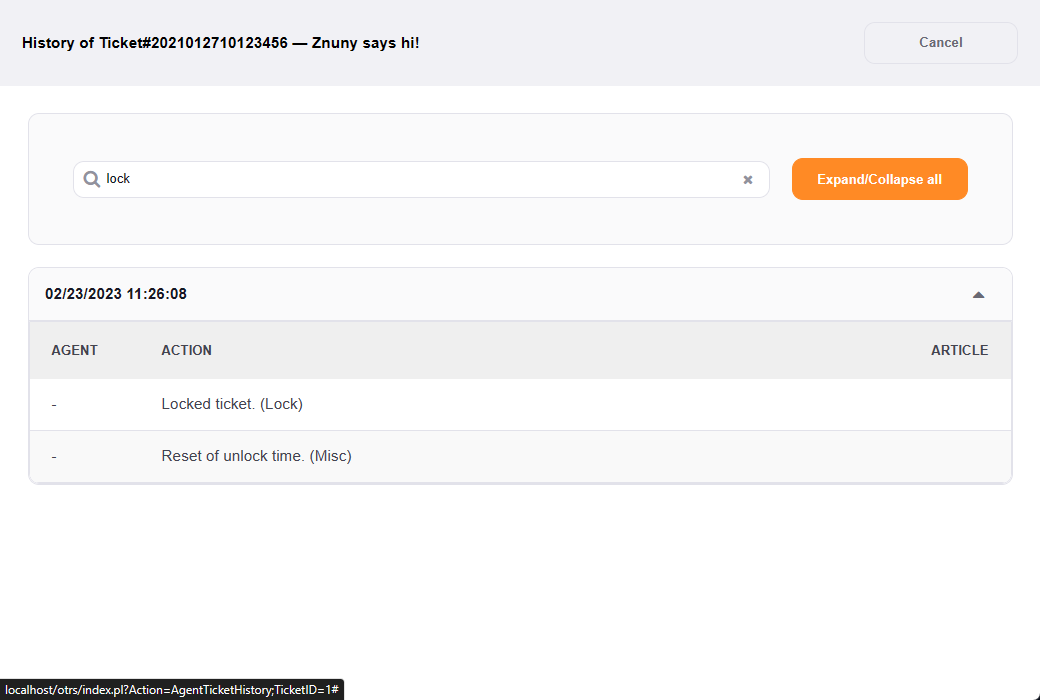 History of Ticket#2021012710123456 — Znuny says hi!
Cancel
lock
Expand/Collapse all
02/23/2023 11:26:08
AGENT ACTION ARTICLE
- Locked ticket. (Lock)
- Reset of unlock time. (Misc)
localhost/otrs/index.pl?Action=AgentTicketHistory;TicketID=1#